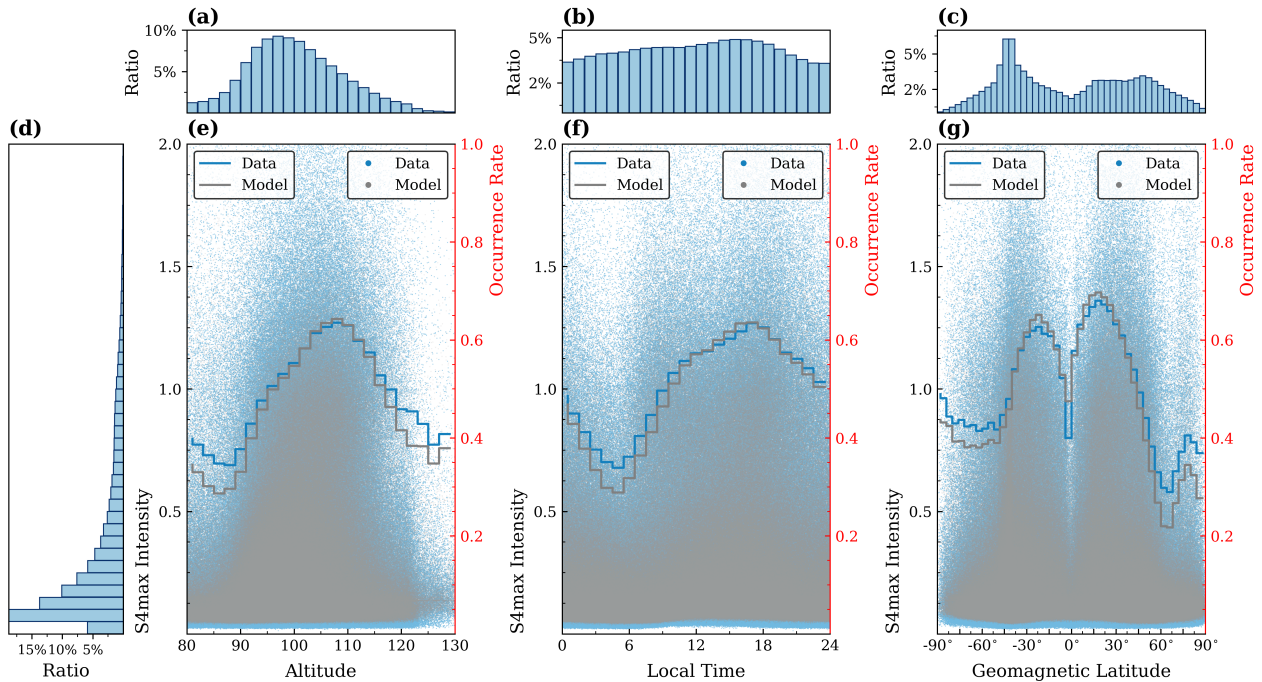 (a)
(b)
(c)
10%
5%
Ratio
5%
2%
Ratio
5%
2%
Ratio
(d)
(e)
(f)
(g)
15%
10%
5%
Ratio
2.0
1.5
1.0
0.5
S4max Intensity
Data
Model
Data
Model
1.0
0.8
0.6
0.4
0.2
Occurrence Rate
80
90
100
110
120
130
Altitude
2.0
1.5
1.0
0.5
S4max Intensity
Data
Model
Data
Model
1.0
0.8
0.6
0.4
0.2
Occurrence Rate
0
6
12
18
24
Local Time
2.0
1.5
1.0
0.5
S4max Intensity
Data
Model
Data
Model
1.0
0.8
0.6
0.4
0.2
Occurrence Rate
-90°
-60°
-30°
0°
30°
60°
90°
Geomagnetic Latitude